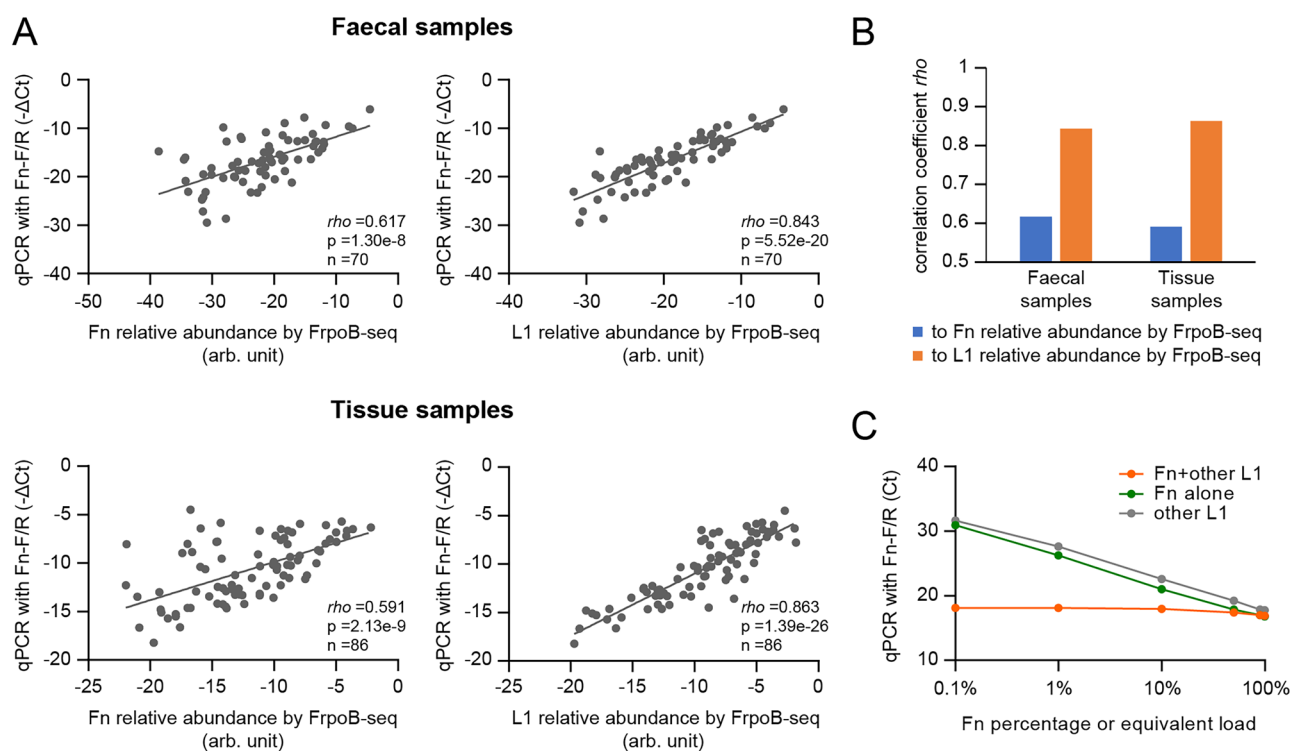 A
Faecal samples
qPCR with Fn-F/R (-ΔCt)
0
-10
-20
-30
-40
-50
-40
-30
-20
-10
0
rho =0.617
p =1.30e-8
n =70
Fn relative abundance by FrpoB-seq
(arb. unit)
qPCR with Fn-F/R (-ΔCt)
0
-10
-20
-30
-40
-40
-30
-20
-10
0
rho =0.843
p =5.52e-20
n =70
L1 relative abundance by FrpoB-seq
(arb. unit)
Tissue samples
qPCR with Fn-F/R (-ΔCt)
0
-5
-10
-15
-20
-25
-20
-15
-10
-5
0
rho =0.591
p =2.13e-9
n =86
Fn relative abundance by FrpoB-seq
(arb. unit)
qPCR with Fn-F/R (-ΔCt)
0
-5
-10
-15
-20
-25
-20
-15
-10
-5
0
rho =0.863
p =1.39e-26
n =86
L1 relative abundance by FrpoB-seq
(arb. unit)
B
correlation coefficient rho
1
0.9
0.8
0.7
0.6
0.5
Faecal
samples
Tissue
samples
to Fn relative abundance by FrpoB-seq
to L1 relative abundance by FrpoB-seq
C
qPCR with Fn-F/R (Ct)
40
30
20
10
Fn+other L1
Fn alone
other L1
0.1%
1%
10%
100%
Fn percentage or equivalent load